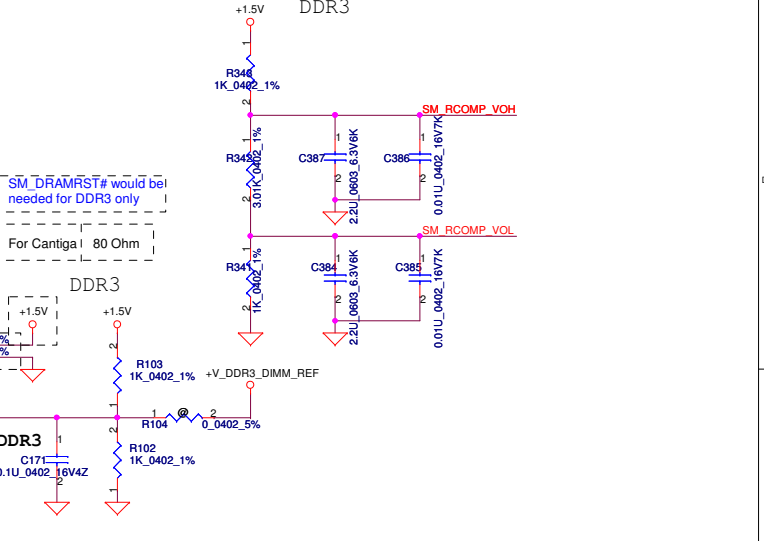 +1.5V
DDR3
1
R343
1K_0402_1%
2
SM_RCOMP_VOH
1
R342
3.01K_0402_1%
2
1
C387
2
2.2U_0603_6.3V6K
1
C386
2
0.01U_0402_16V7K
SM_DRAMRST# would be
needed for DDR3 only
For Cantiga
80 Ohm
SM_RCOMP_VOL
1
R341
1K_0402_1%
2
1
C384
2
2.2U_0603_6.3V6K
1
C385
2
0.01U_0402_16V7K
DDR3
+1.5V
+1.5V
2
R103
1K_0402_1%
1
+V_DDR3_DIMM_REF
1
@
2
R104
0_0402_5%
DDR3
1
C171
0.1U_0402_16V4Z
2
2
R102
1K_0402_1%
1